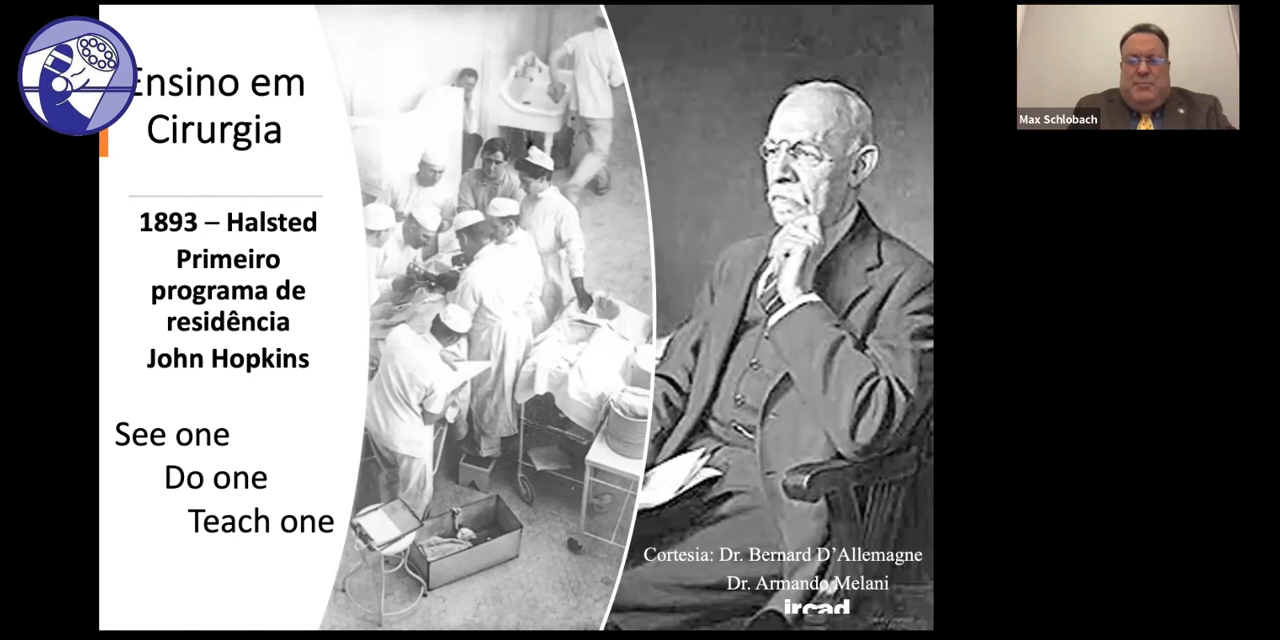 Ensino em
Cirurgia
1893 – Halsted
Primeiro
programa de
residência
John Hopkins
See one
Do one
Teach one
Cortesia: Dr. Bernard D’Allemagne
Dr. Armando Melani
ircad
Max Schlobach